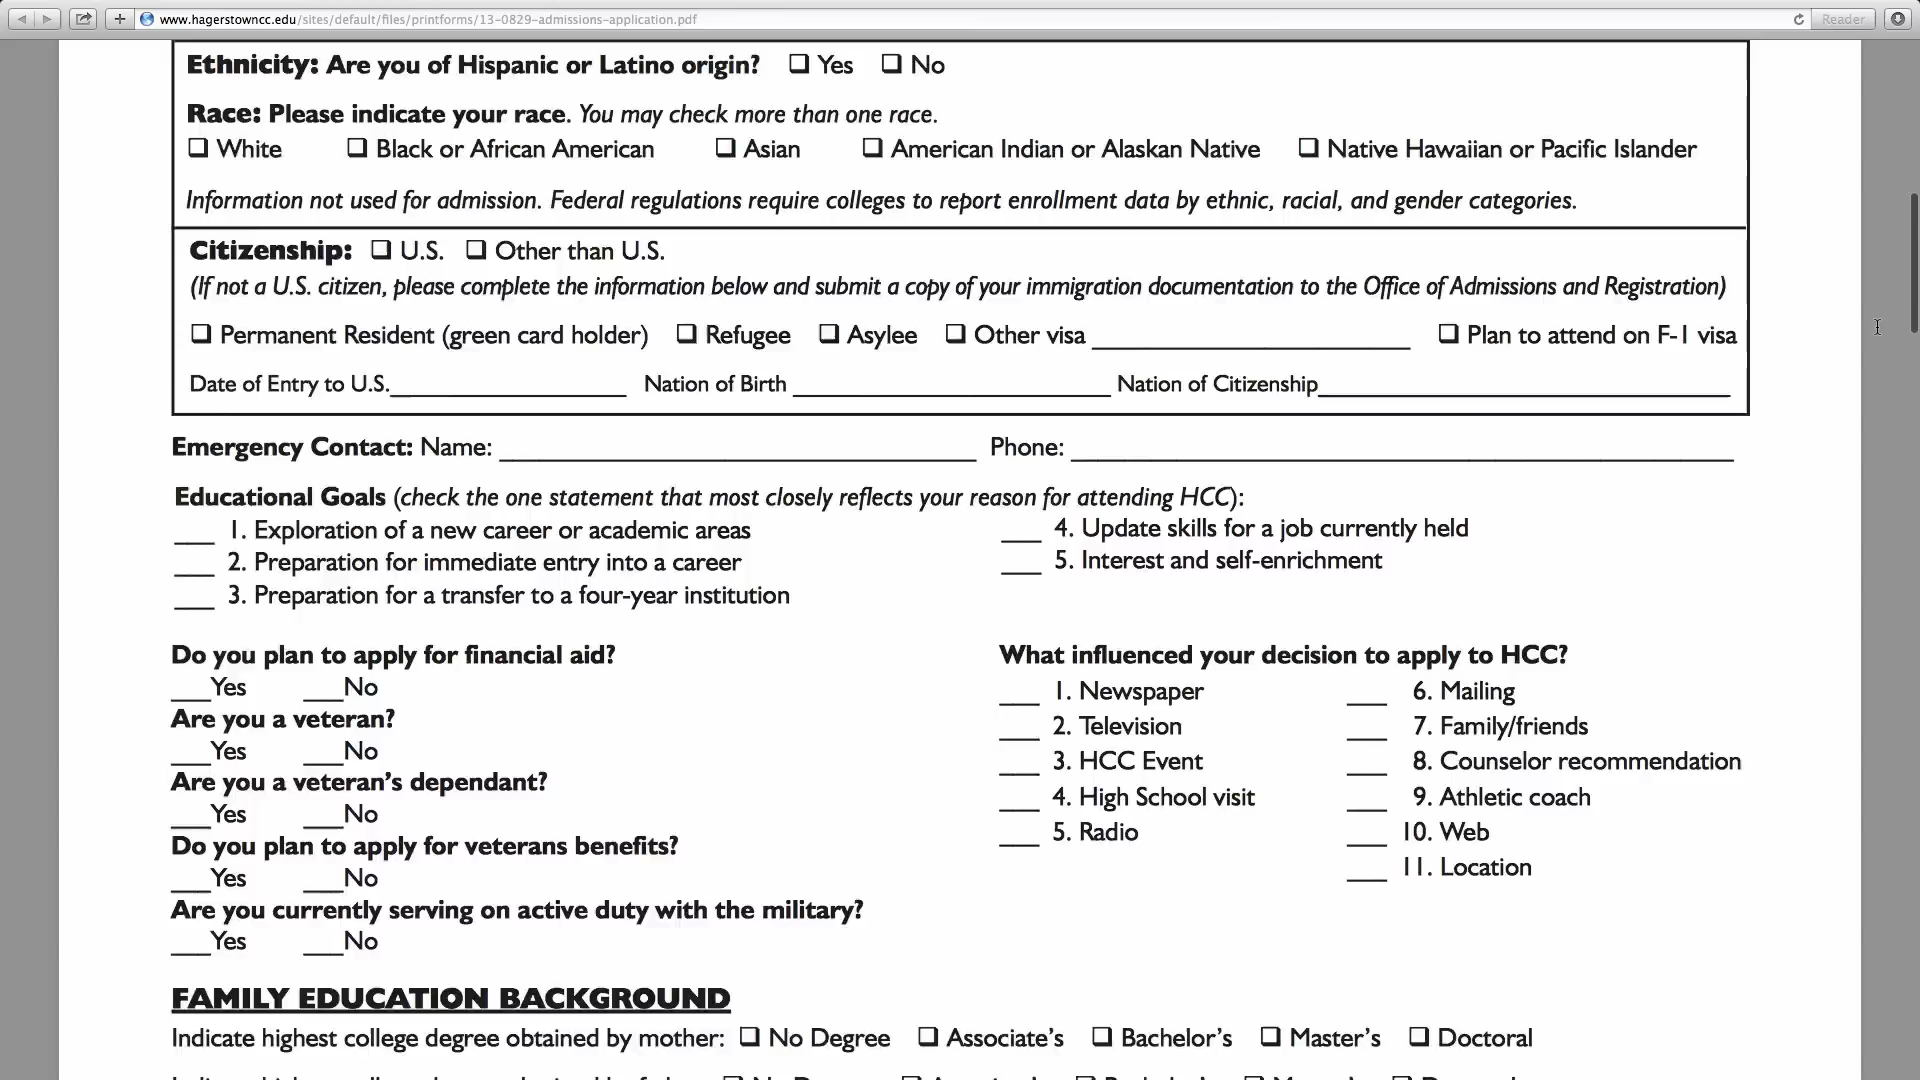 www.hagerstowncc.edu/sites/default/files/printforms/13-0829-admissions-application.pdf
Reader
Ethnicity: Are you of Hispanic or Latino origin? ❑ Yes ❑ No
Race: Please indicate your race. You may check more than one race.
❑ White ❑ Black or African American ❑ Asian ❑ American Indian or Alaskan Native ❑ Native Hawaiian or Pacific Islander
Information not used for admission. Federal regulations require colleges to report enrollment data by ethnic, racial, and gender categories.
Citizenship: ❑ U.S. ❑ Other than U.S.
(If not a U.S. citizen, please complete the information below and submit a copy of your immigration documentation to the Office of Admissions and Registration)
❑ Permanent Resident (green card holder) ❑ Refugee ❑ Asylee ❑ Other visa ____ ❑ Plan to attend on F-1 visa
Date of Entry to U.S.____ Nation of Birth ____ Nation of Citizenship____
Emergency Contact: Name: ____ Phone: ____
Educational Goals (check the one statement that most closely reflects your reason for attending HCC):
___ 1. Exploration of a new career or academic areas
___ 2. Preparation for immediate entry into a career
___ 3. Preparation for a transfer to a four-year institution
___ 4. Update skills for a job currently held
___ 5. Interest and self-enrichment
Do you plan to apply for financial aid?
___Yes ___No
Are you a veteran?
___Yes ___No
Are you a veteran's dependant?
___Yes ___No
Do you plan to apply for veterans benefits?
___Yes ___No
Are you currently serving on active duty with the military?
___Yes ___No
What influenced your decision to apply to HCC?
___ 1. Newspaper
___ 2. Television
___ 3. HCC Event
___ 4. High School visit
___ 5. Radio
___ 6. Mailing
___ 7. Family/friends
___ 8. Counselor recommendation
___ 9. Athletic coach
___ 10. Web
___ 11. Location
FAMILY EDUCATION BACKGROUND
Indicate highest college degree obtained by mother: ❑ No Degree ❑ Associate's ❑ Bachelor's ❑ Master's ❑ Doctoral